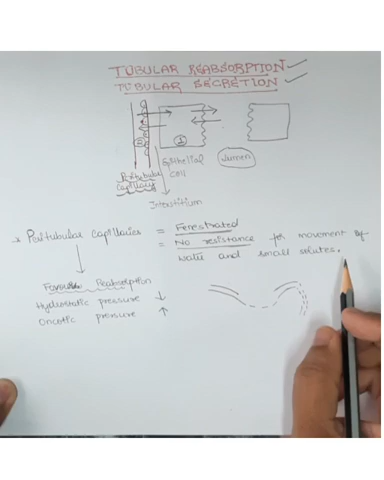 TUBULAR REABSORPTION
TUBULAR SECRETION
Epithelial
cell
Lumen
Peritubular
Capillary
Interstitium
Peritubular Capillaries = Fenestrated
= No resistance for movement of
water and small solutes.
Favour Reabsorption
Hydrostatic pressure ↓
Oncotic pressure ↑